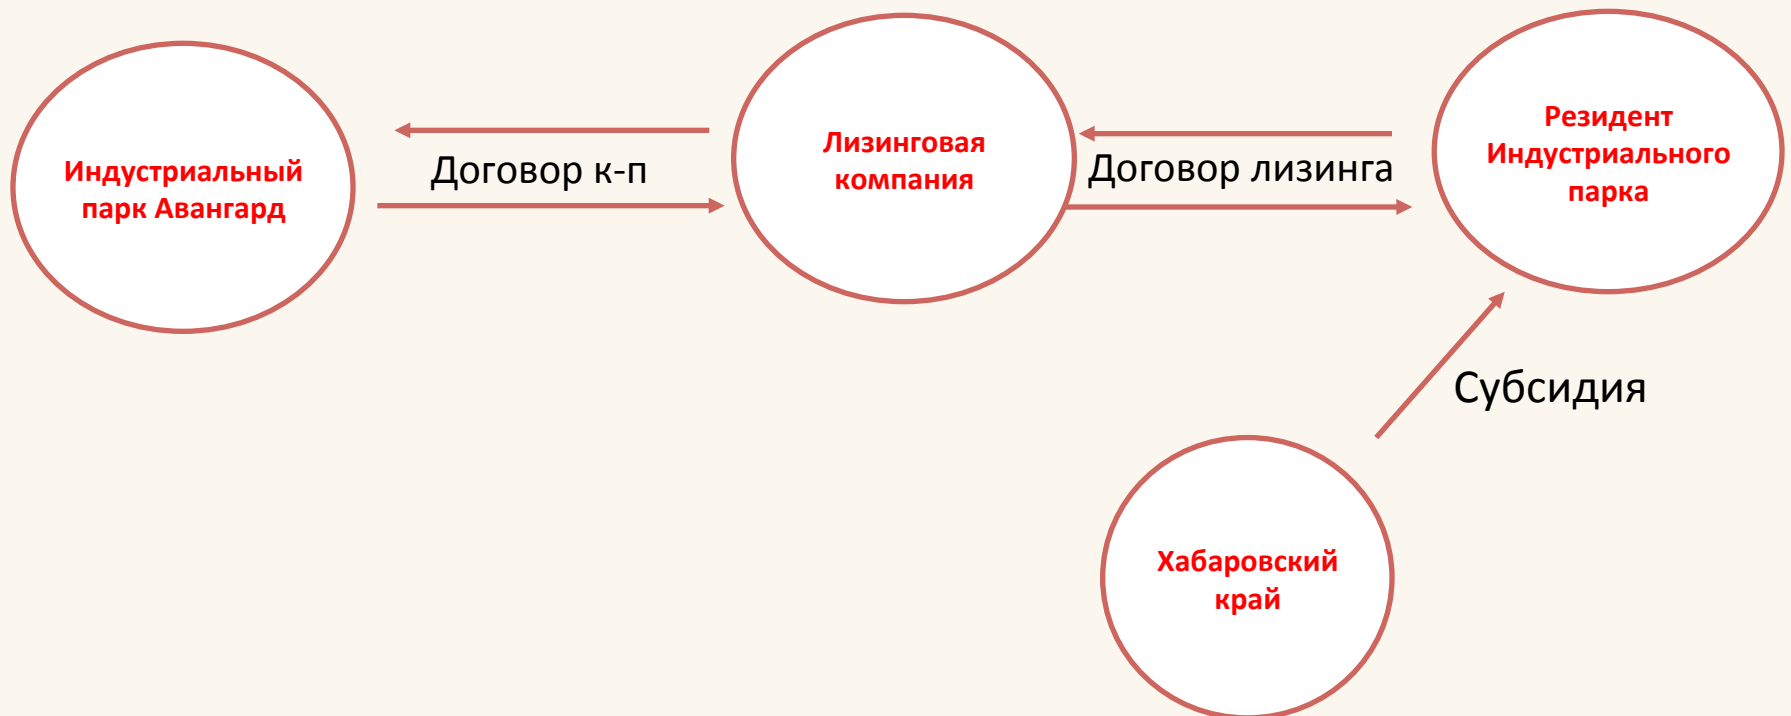 Индустриальный
парк Авангард
Договор к-п
Лизинговая
компания
Договор лизинга
Резидент
Индустриального
парка
Субсидия
Хабаровский
край